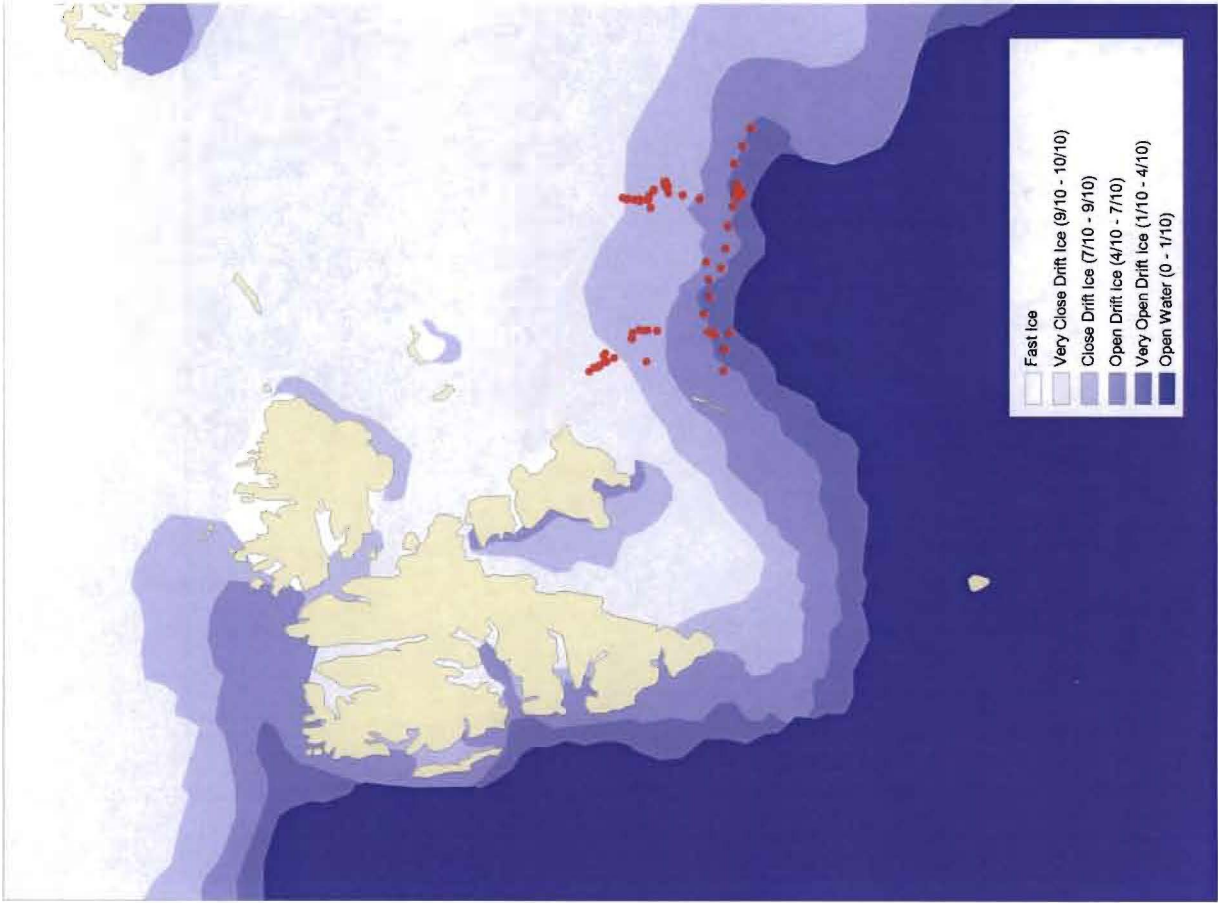 Fast Ice
Very Close Drift Ice (9/10 - 10/10)
Close Drift Ice (7/10 - 9/10)
Open Drift Ice (4/10 - 7/10)
Very Open Drift Ice (1/10 - 4/10)
Open Water (0 - 1/10)